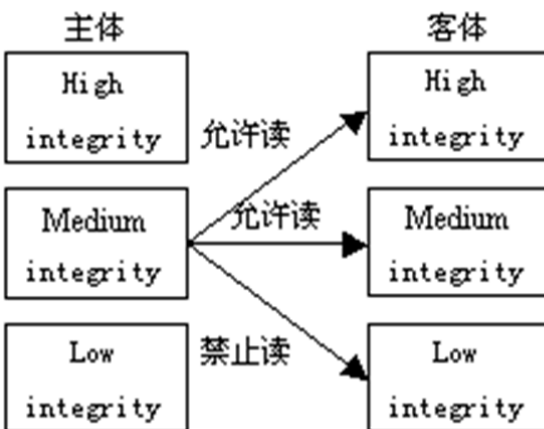 主体
客体
High
integrity
允许读
High
integrity
Medium
integrity
允许读
Medium
integrity
Low
integrity
禁止读
Low
integrity